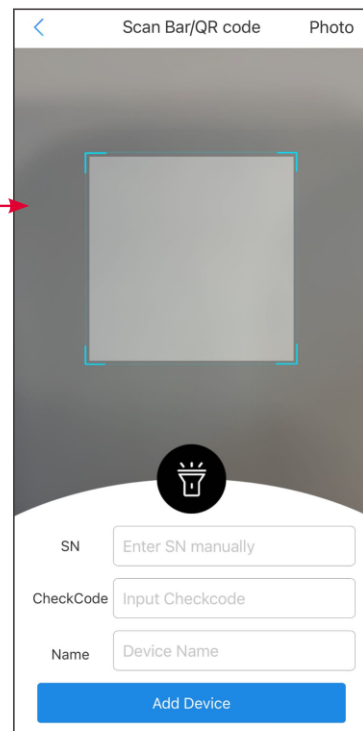 Scan Bar/QR code Photo
SN Enter SN manually
CheckCode Input Checkcode
Name Device Name
Add Device